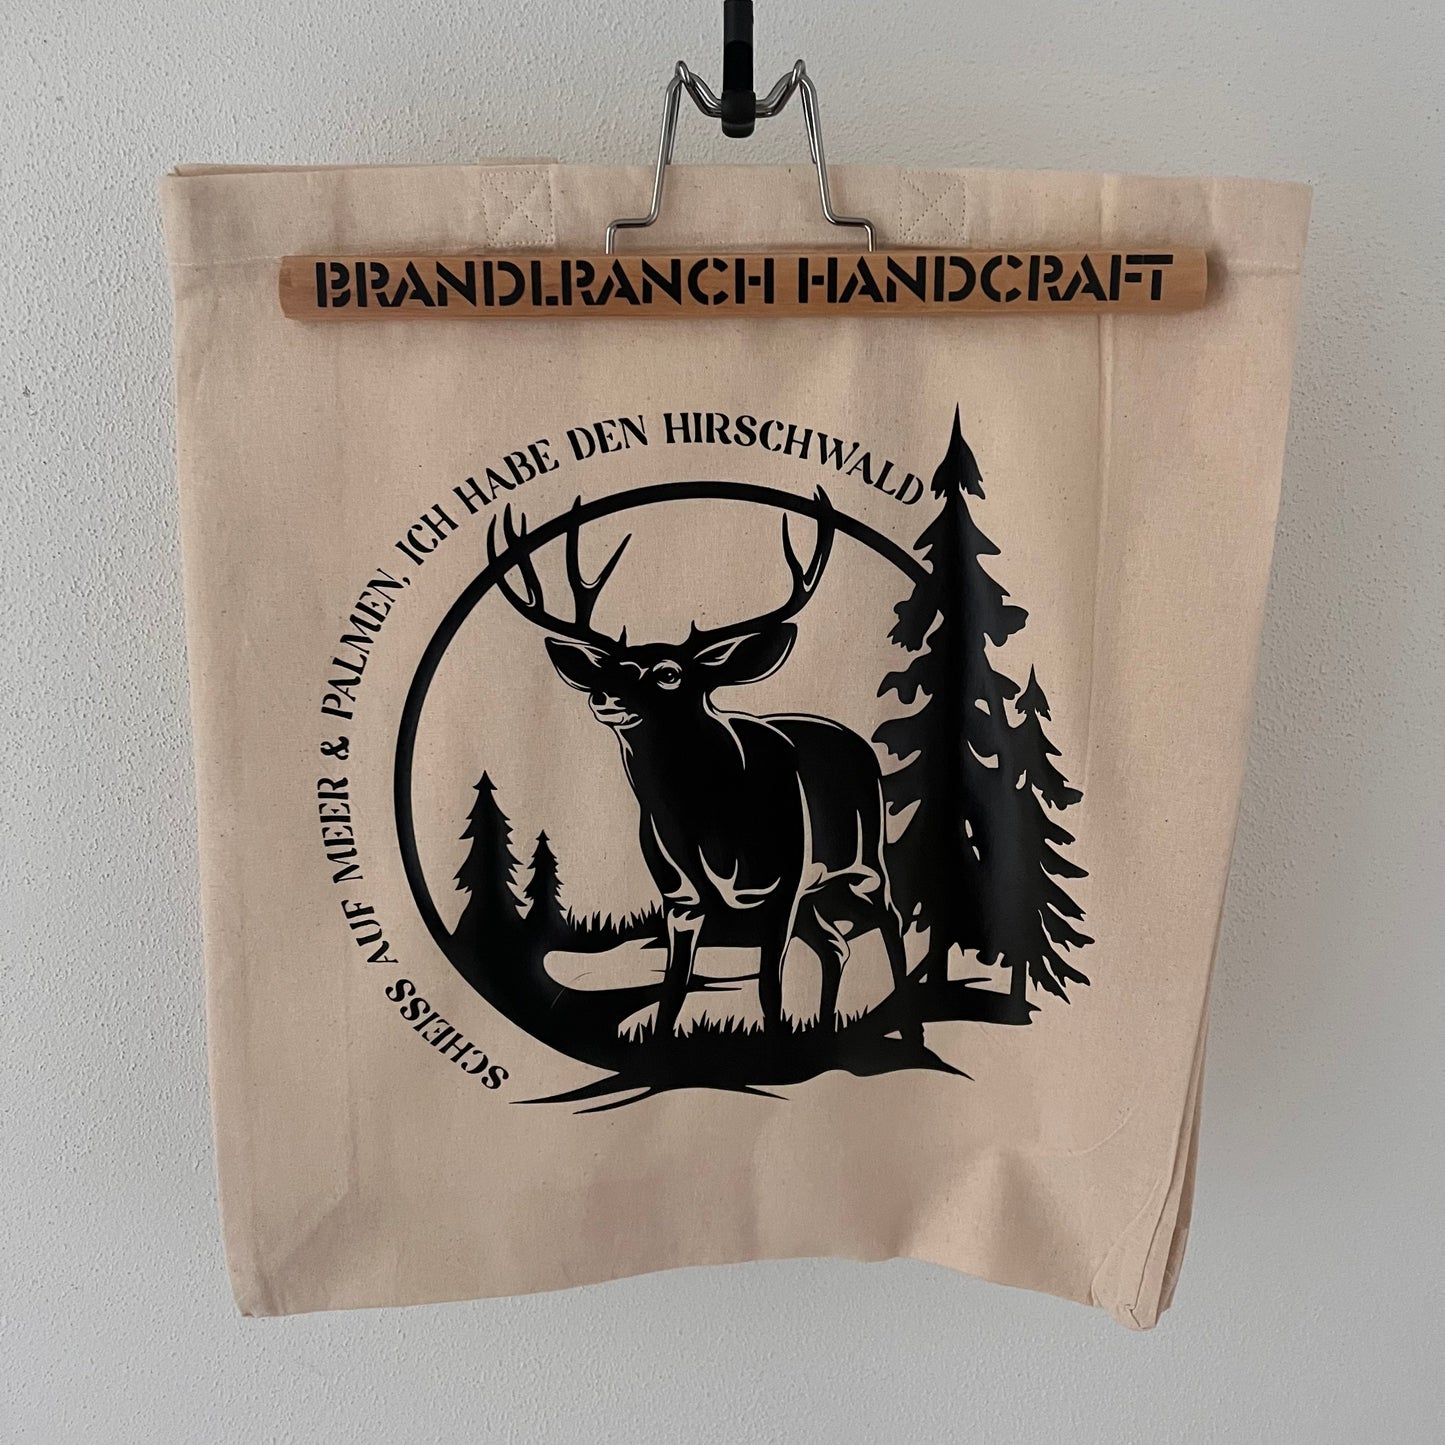 BRANDLRANCH HANDCRAFT
SCHEISS AUF MEER & PALMEN, ICH HABE DEN HIRSCHWALD